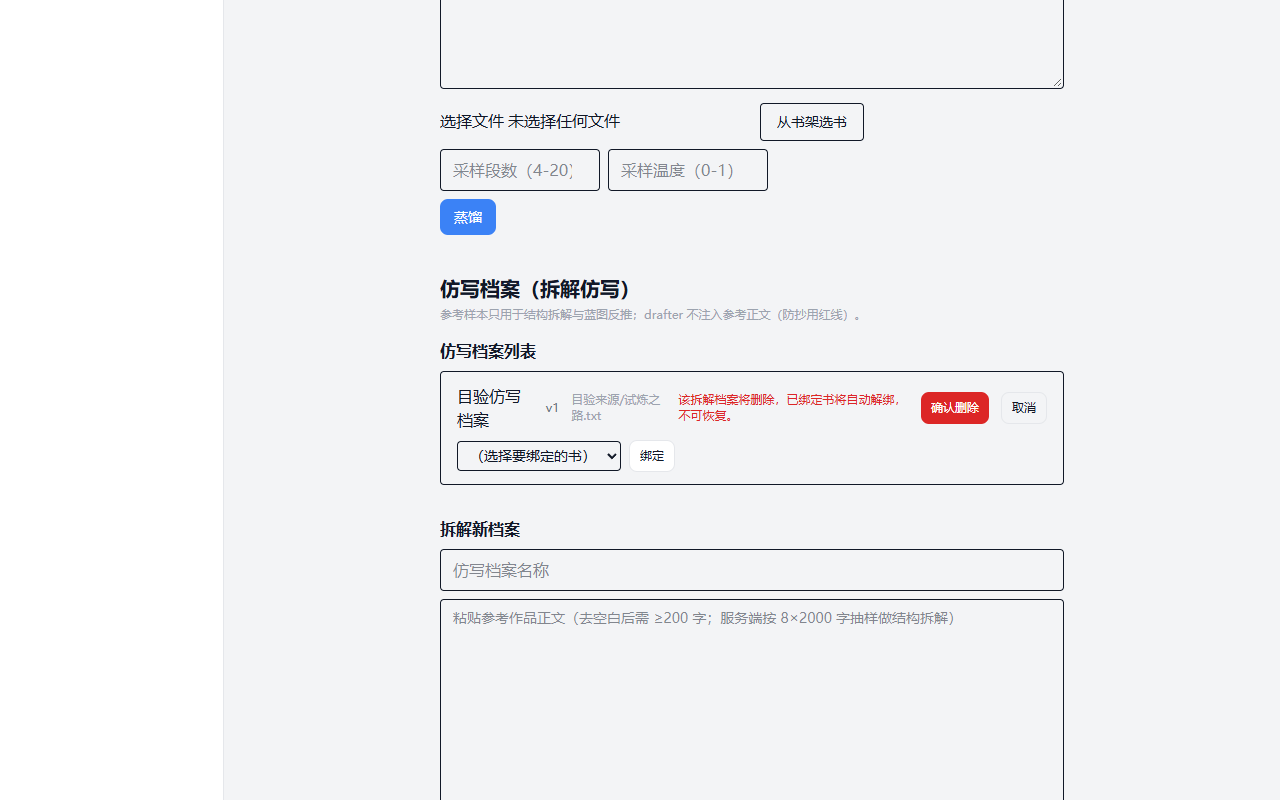 选择文件 未选择任何文件
从书架选书
采样段数（4-20）
采样温度（0-1）
蒸馏
仿写档案（拆解仿写）
参考样本只用于结构拆解与蓝图反推；drafter 不注入参考正文（防抄用红线）。
仿写档案列表
目验仿写
档案
v1
目验来源/试炼之
路.txt
该拆解档案将删除，已绑定书将自动解绑，
不可恢复。
确认删除
取消
（选择要绑定的书）
绑定
拆解新档案
仿写档案名称
粘贴参考作品正文（去空白后需 ≥200 字；服务端按 8×2000 字抽样做结构拆解）